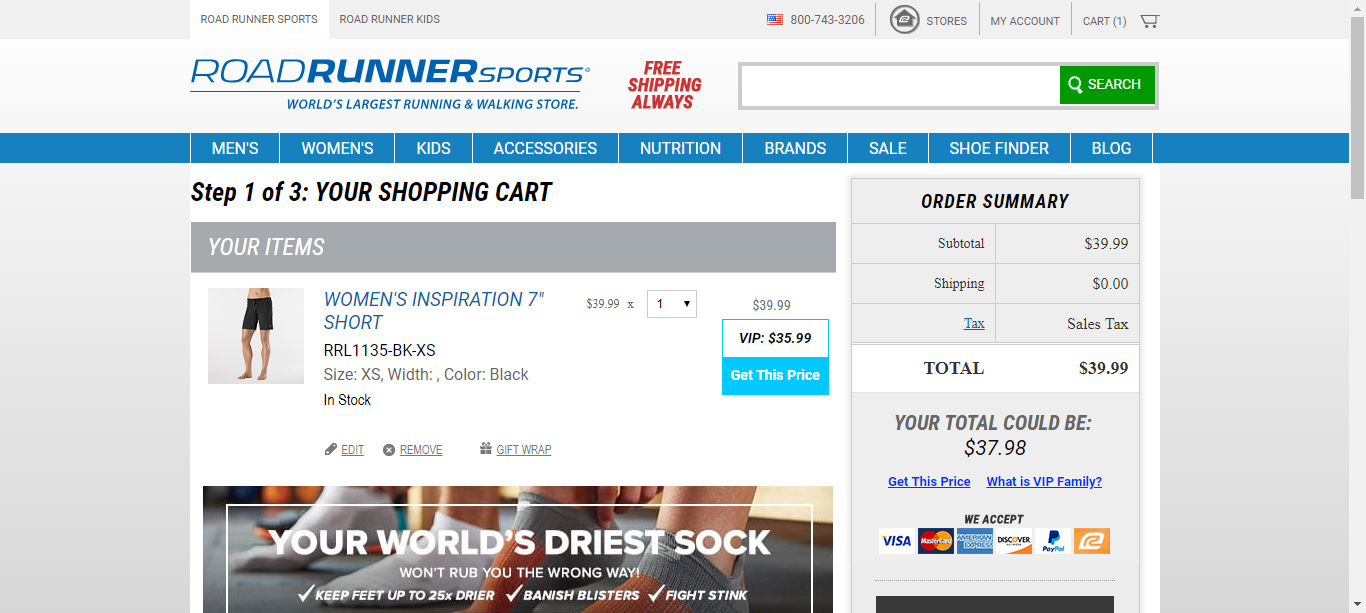 ROAD RUNNER SPORTS ROAD RUNNER KIDS 800-743-3206 STORES MY ACCOUNT CART (1)
ROADRUNNERSPORTS®
WORLD'S LARGEST RUNNING & WALKING STORE.
FREE
SHIPPING
ALWAYS
SEARCH
MEN'S WOMEN'S KIDS ACCESSORIES NUTRITION BRANDS SALE SHOE FINDER BLOG
Step 1 of 3: YOUR SHOPPING CART
YOUR ITEMS
WOMEN'S INSPIRATION 7"
SHORT
RRL1135-BK-XS
Size: XS, Width: , Color: Black
In Stock
$39.99 x 1
$39.99
VIP: $35.99
Get This Price
EDIT REMOVE GIFT WRAP
YOUR WORLD'S DRIEST SOCK
WON'T RUB YOU THE WRONG WAY!
✓KEEP FEET UP TO 25x DRIER ✓BANISH BLISTERS ✓FIGHT STINK
ORDER SUMMARY
Subtotal $39.99
Shipping $0.00
Tax Sales Tax
TOTAL $39.99
YOUR TOTAL COULD BE:
$37.98
Get This Price What is VIP Family?
WE ACCEPT
VISA MasterCard AMERICAN EXPRESS DISCOVER PayPal